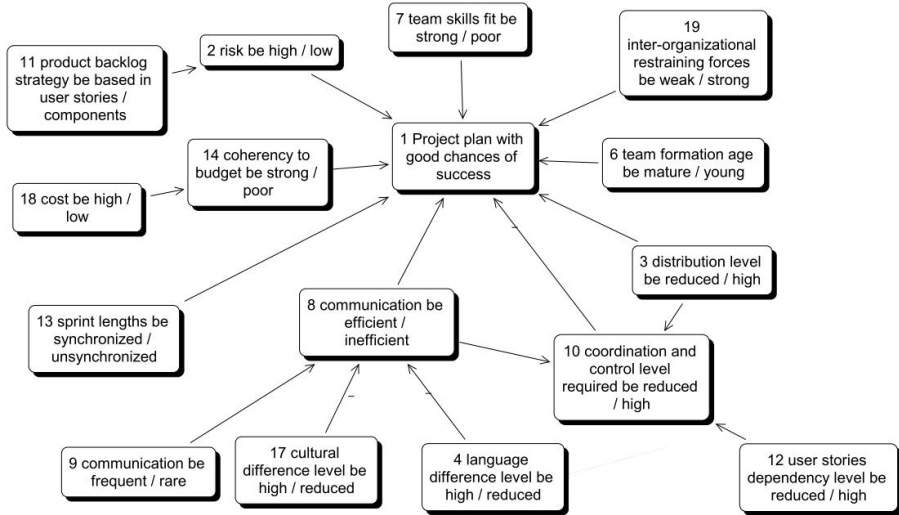 7 team skills fit be
strong / poor
19
inter-organizational
restraining forces
be weak / strong
2 risk be high / low
11 product backlog
strategy be based in
user stories /
components
1 Project plan with
good chances of
success
14 coherency to
budget be strong /
poor
6 team formation age
be mature / young
18 cost be high /
low
3 distribution level
be reduced / high
8 communication be
efficient /
inefficient
13 sprint lengths be
synchronized /
unsynchronized
10 coordination and
control level
required be reduced
/ high
9 communication be
frequent / rare
17 cultural
difference level be
high / reduced
4 language
difference level be
high / reduced
12 user stories
dependency level be
reduced / high